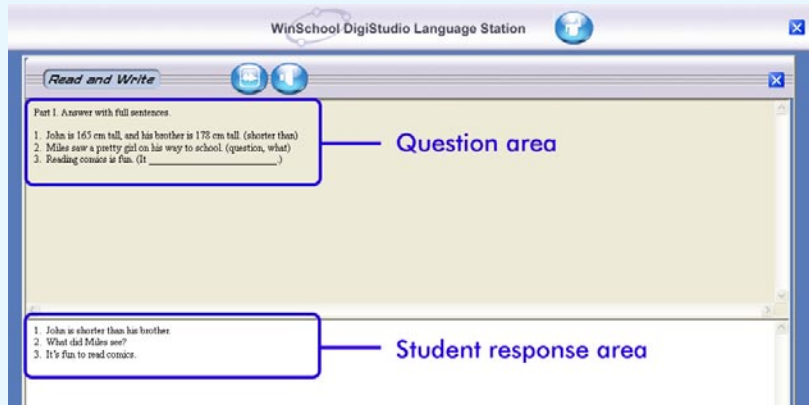 WinSchool DigiStudio Language Station
Read and Write
Part I. Answer with full sentences.
1. John is 165 cm tall, and his brother is 178 cm tall. (shorter than)
2. Miles saw a pretty girl on his way to school. (question, what)
3. Reading comics is fun. (It ______________________.)
Question area
1. John is shorter than his brother.
2. What did Miles see?
3. It's fun to read comics.
Student response area